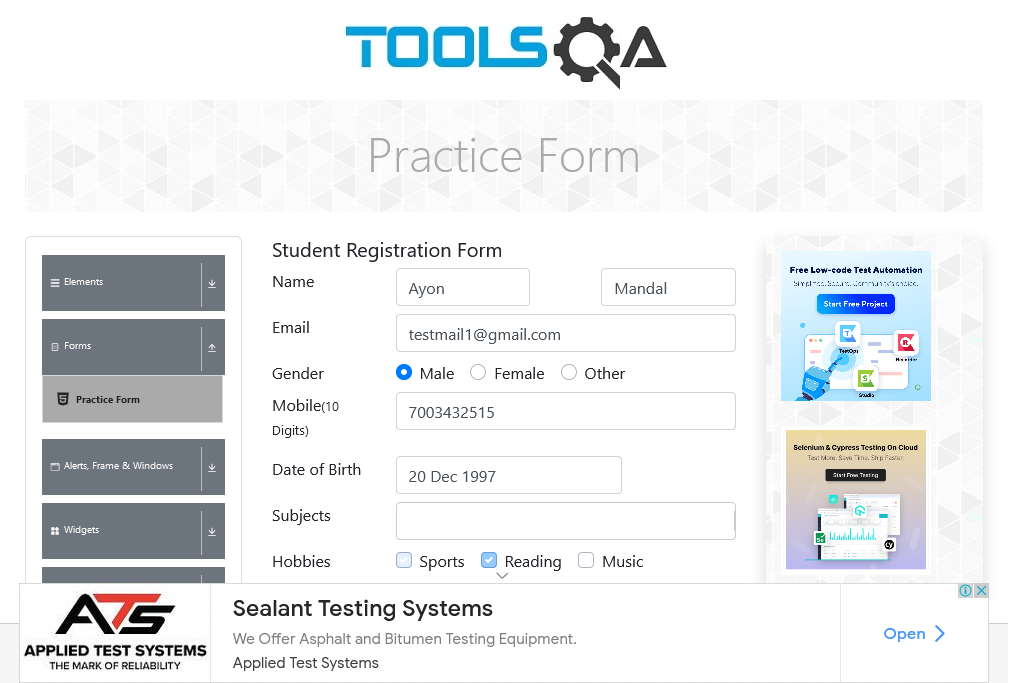 TOOLSQA
Practice Form
Elements
Forms
Practice Form
Alerts, Frame & Windows
Widgets
Student Registration Form
Name
Ayon
Mandal
Email
testmail1@gmail.com
Gender
Male
Female
Other
Mobile(10 Digits)
7003432515
Date of Birth
20 Dec 1997
Subjects
Hobbies
Sports
Reading
Music
Free Low-code Test Automation
Simplified. Secure. Community's choice.
Start Free Project
TestOps
Recorder
Studio
Selenium & Cypress Testing On Cloud
Test More. Save Time. Ship Faster.
Start Free Testing
ATS
APPLIED TEST SYSTEMS
THE MARK OF RELIABILITY
Sealant Testing Systems
We Offer Asphalt and Bitumen Testing Equipment.
Applied Test Systems
Open